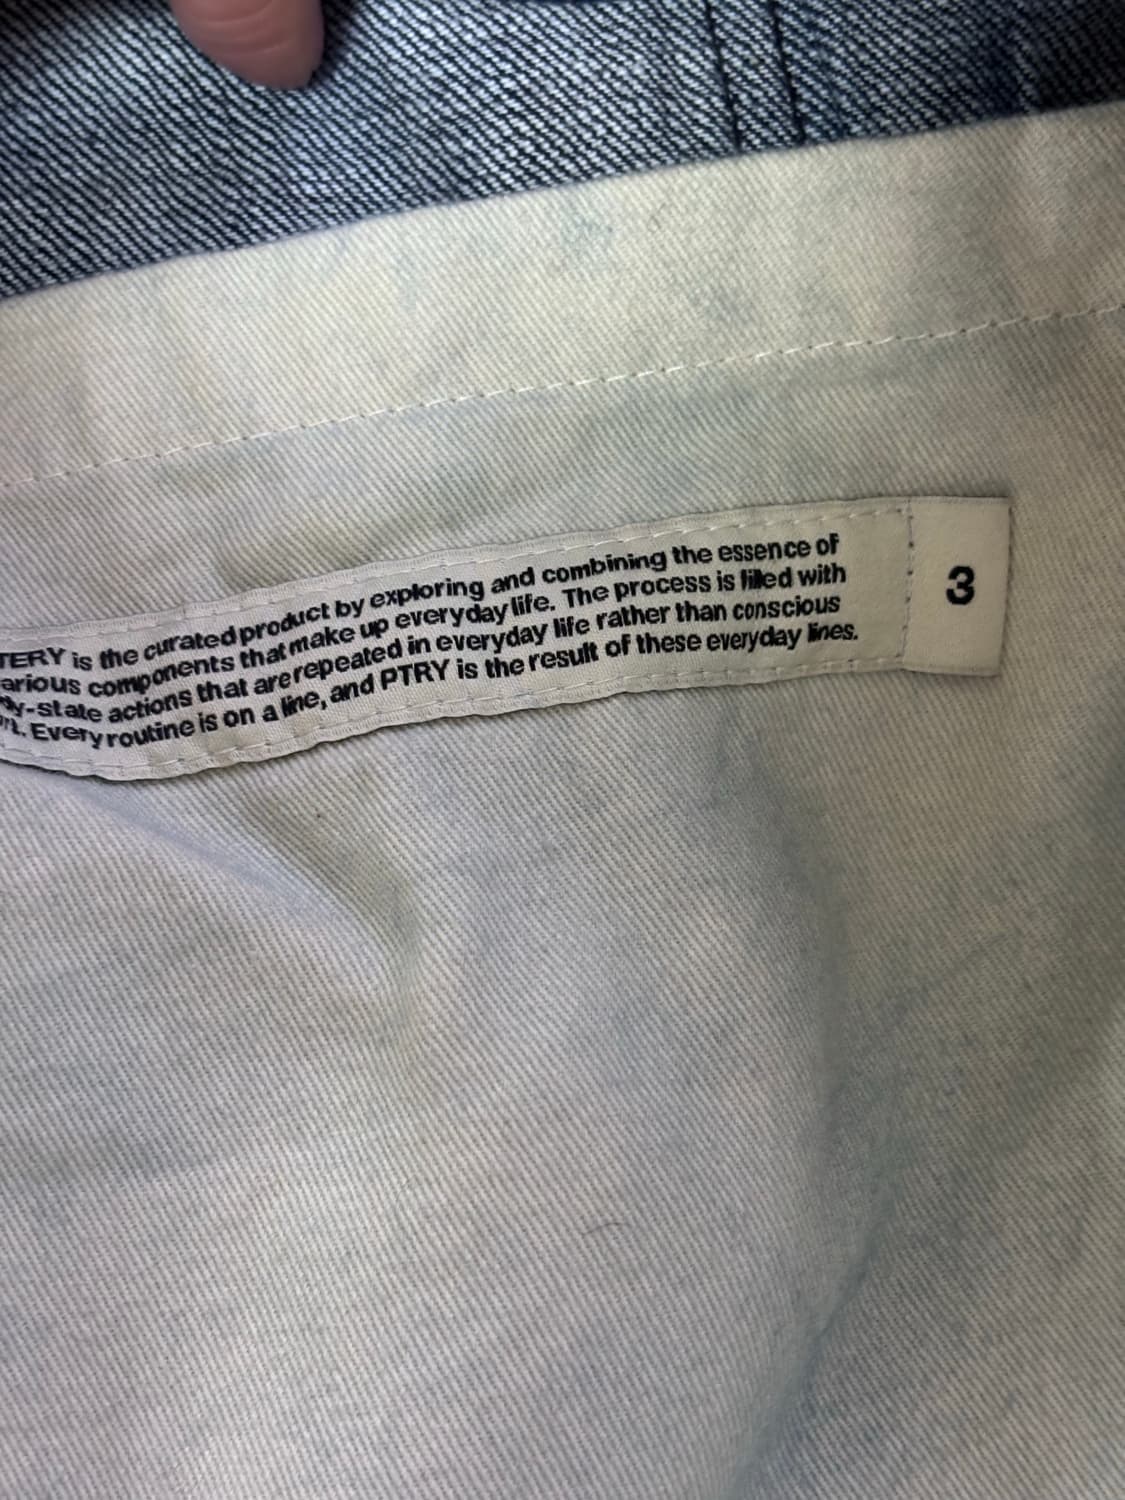 TERY is the curated product by exploring and combining the essence of
arious components that make up everyday life. The process is filled with
dy-state actions that are repeated in everyday life rather than conscious
rt. Every routine is on a line, and PTRY is the result of these everyday lines.
3